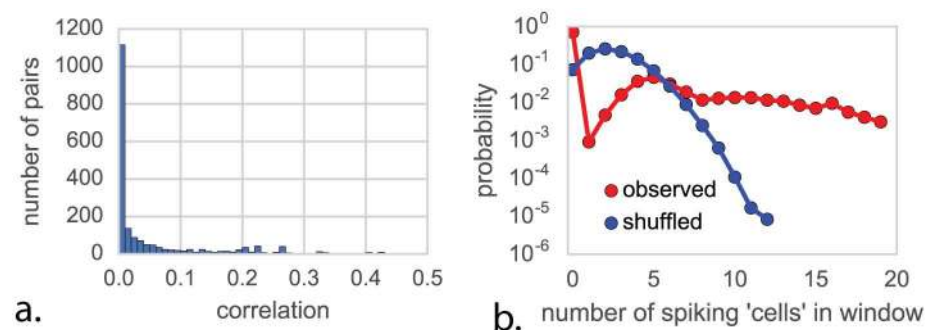 1200
1000
800
600
400
200
0
number of pairs
0.0 0.1 0.2 0.3 0.4 0.5
correlation
a.
10^0
10^-1
10^-2
10^-3
10^-4
10^-5
10^-6
probability
observed
shuffled
0 5 10 15 20
number of spiking 'cells' in window
b.